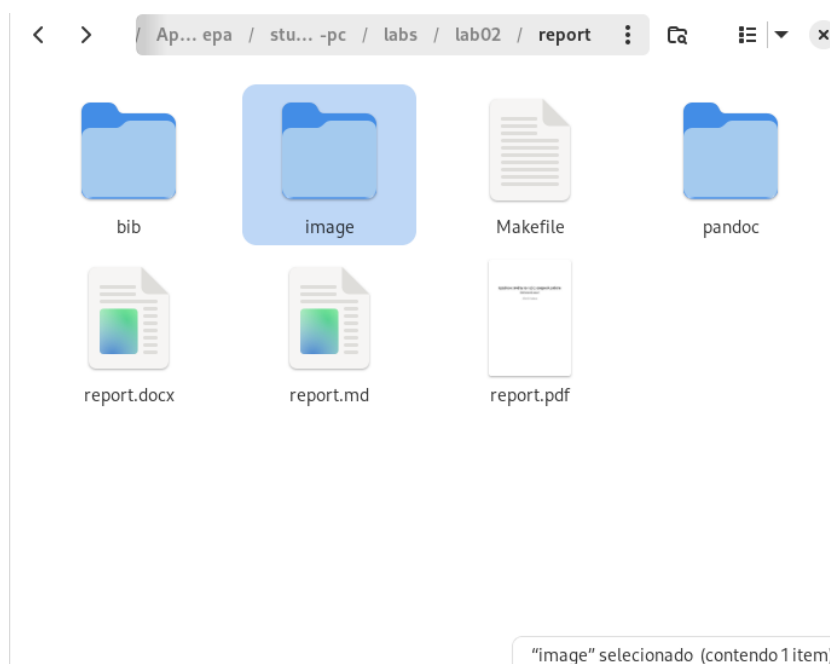 / Ap... epa / stu... -pc / labs / lab02 / report
bib image Makefile pandoc
report.docx report.md report.pdf
“image” selecionado (contendo 1 item)